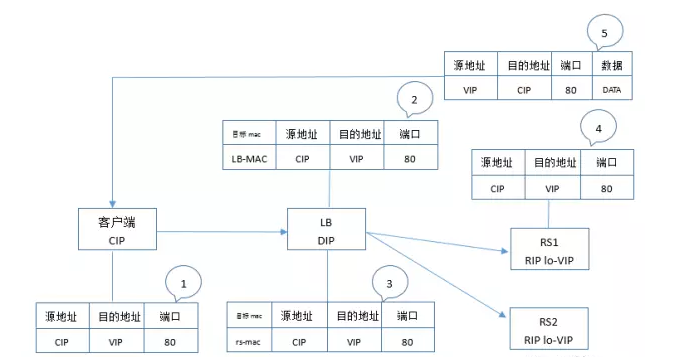 5
源地址 目的地址 端口 数据
VIP CIP 80 DATA
2
目标 mac 源地址 目的地址 端口
LB-MAC CIP VIP 80
4
源地址 目的地址 端口
CIP VIP 80
客户端
CIP
LB
DIP
RS1
RIP lo-VIP
1
源地址 目的地址 端口
CIP VIP 80
3
目标 mac 源地址 目的地址 端口
rs-mac CIP VIP 80
RS2
RIP lo-VIP